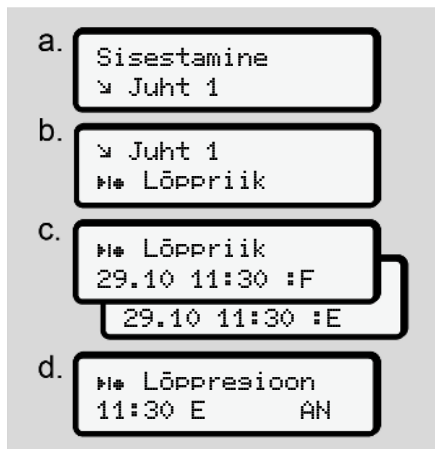 a.
Sisestamine
↘ Juht 1
b.
↘ Juht 1
Lõppriik
c.
Lõppriik
29.10 11:30 :F
29.10 11:30 :E
d.
Lõppregioon
11:30 E AN